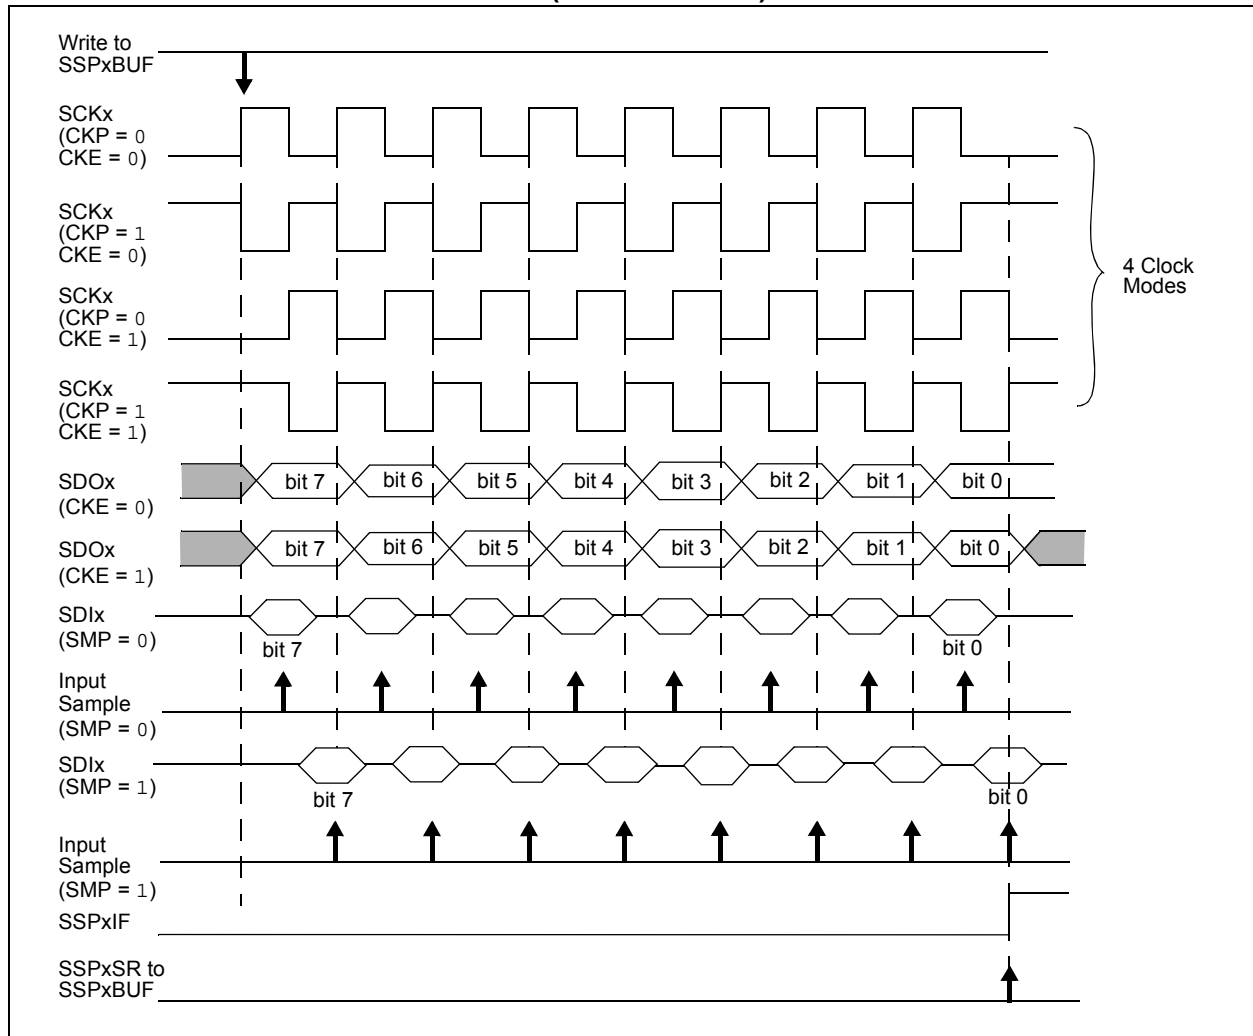 Write to
SSPxBUF
SCKx
(CKP = 0
CKE = 0)
SCKx
(CKP = 1
CKE = 0)
SCKx
(CKP = 0
CKE = 1)
SCKx
(CKP = 1
CKE = 1)
4 Clock
Modes
SDOx
(CKE = 0)
bit 7 bit 6 bit 5 bit 4 bit 3 bit 2 bit 1 bit 0
SDOx
(CKE = 1)
bit 7 bit 6 bit 5 bit 4 bit 3 bit 2 bit 1 bit 0
SDIx
(SMP = 0)
bit 7 bit 0
Input
Sample
(SMP = 0)
SDIx
(SMP = 1)
bit 7 bit 0
Input
Sample
(SMP = 1)
SSPxIF
SSPxSR to
SSPxBUF